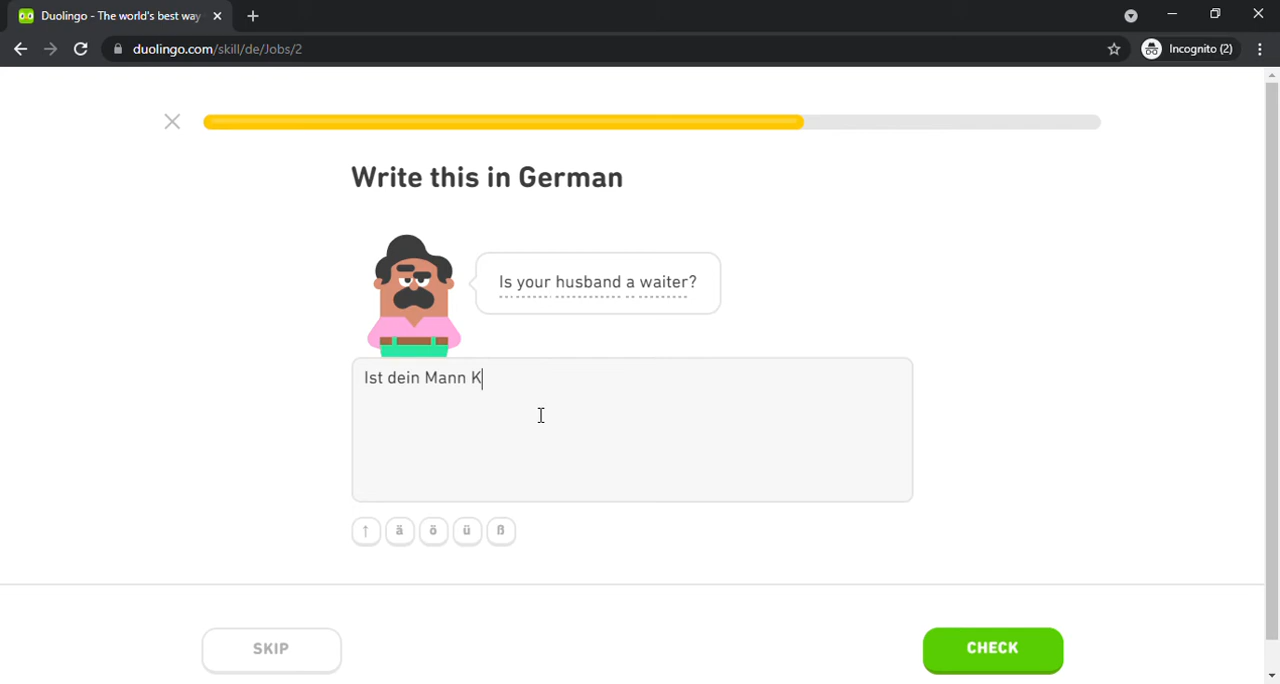 Duolingo - The world's best way
duolingo.com/skill/de/Jobs/2
Incognito (2)
Write this in German
Is your husband a waiter?
Ist dein Mann K
↑ ä ö ü ß
SKIP
CHECK